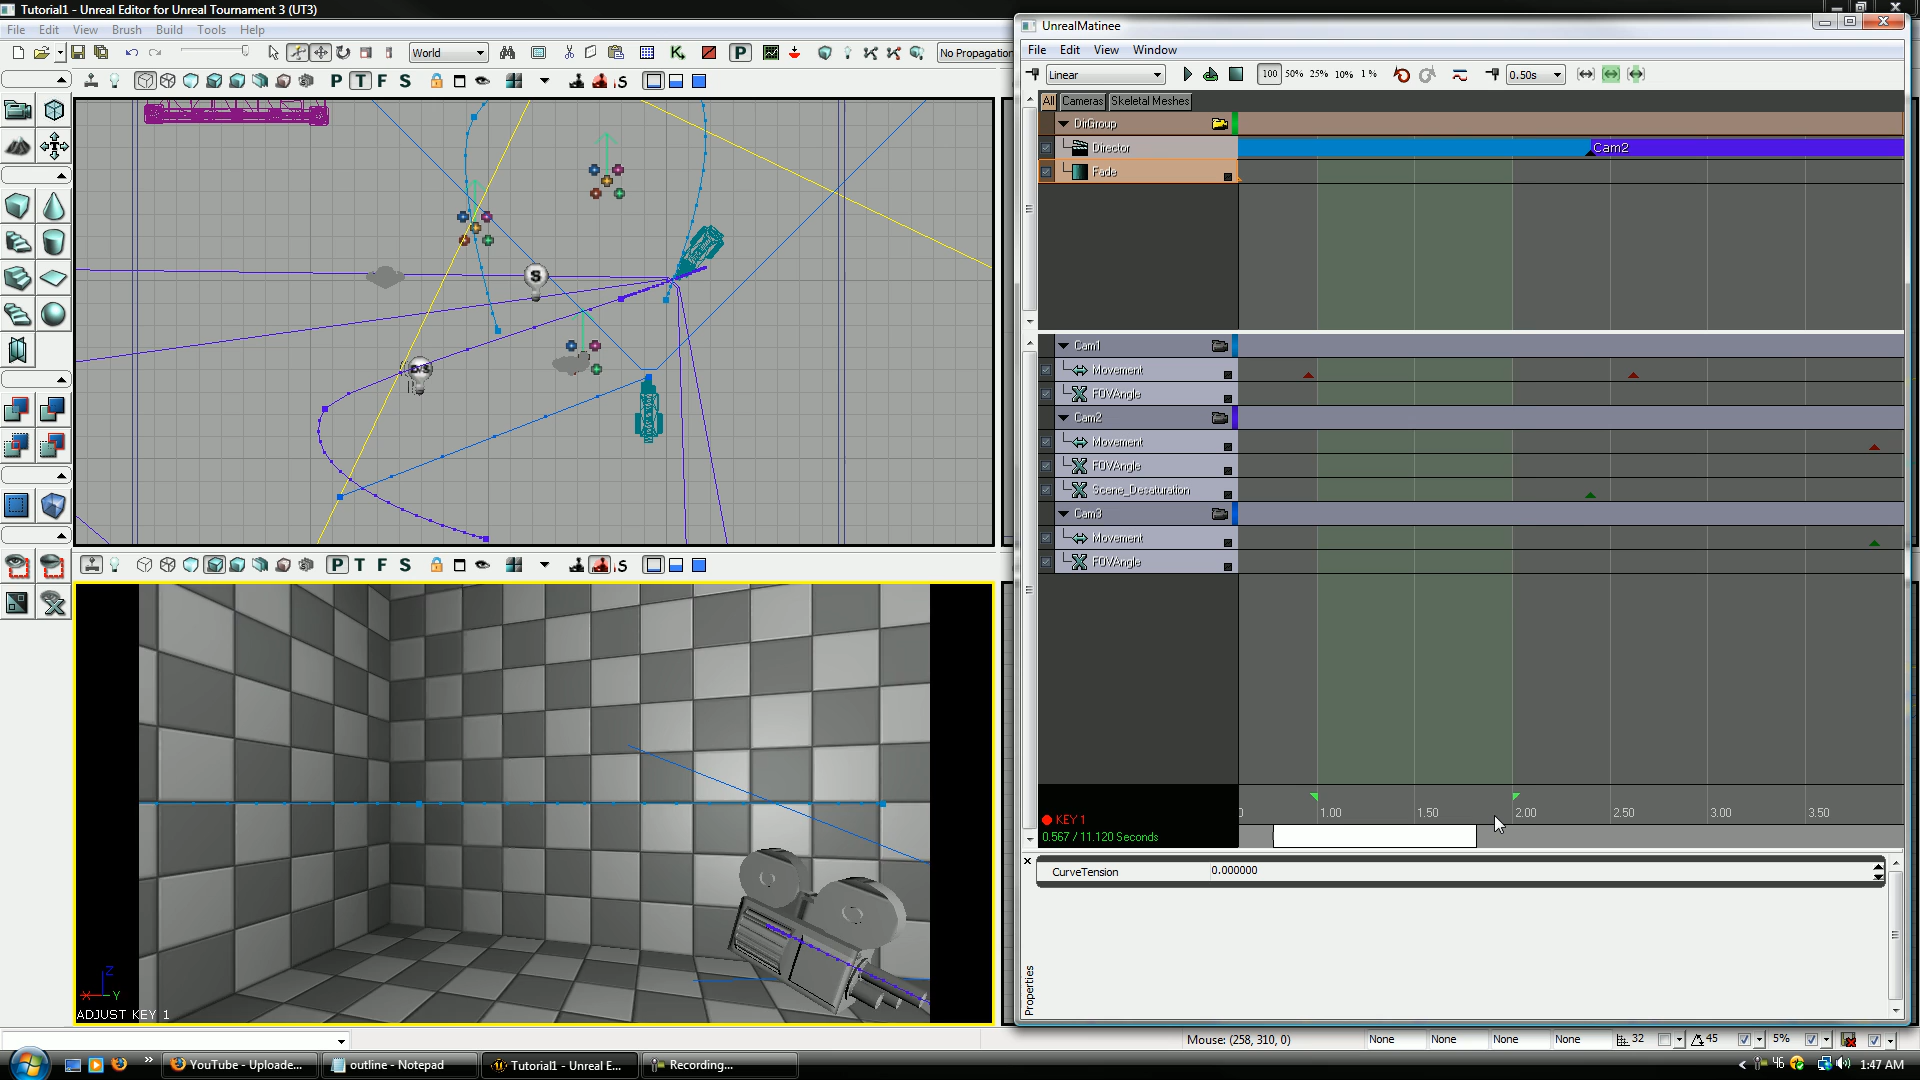 Tutorial1 - Unreal Editor for Unreal Tournament 3 (UT3)
File Edit View Brush Build Tools Help
World
No Propagation
P T F S
S
S
P T F S
S
ADJUST KEY 1
X Y Z
UnrealMatinee
File Edit View Window
Linear
100 50% 25% 10% 1 %
0.50s
All Cameras Skeletal Meshes
DirGroup
Director
Cam2
Fade
Cam1
Movement
FOVAngle
Cam2
Movement
FOVAngle
Scene_Desaturation
Cam3
Movement
FOVAngle
1.00 1.50 2.00 2.50 3.00 3.50
KEY 1
0.567 / 11.120 Seconds
CurveTension 0.000000
Properties
Mouse: (258, 310, 0)
None None None None
32 45 5%
YouTube - Uploade...
outline - Notepad
Tutorial1 - Unreal E...
Recording...
1:47 AM